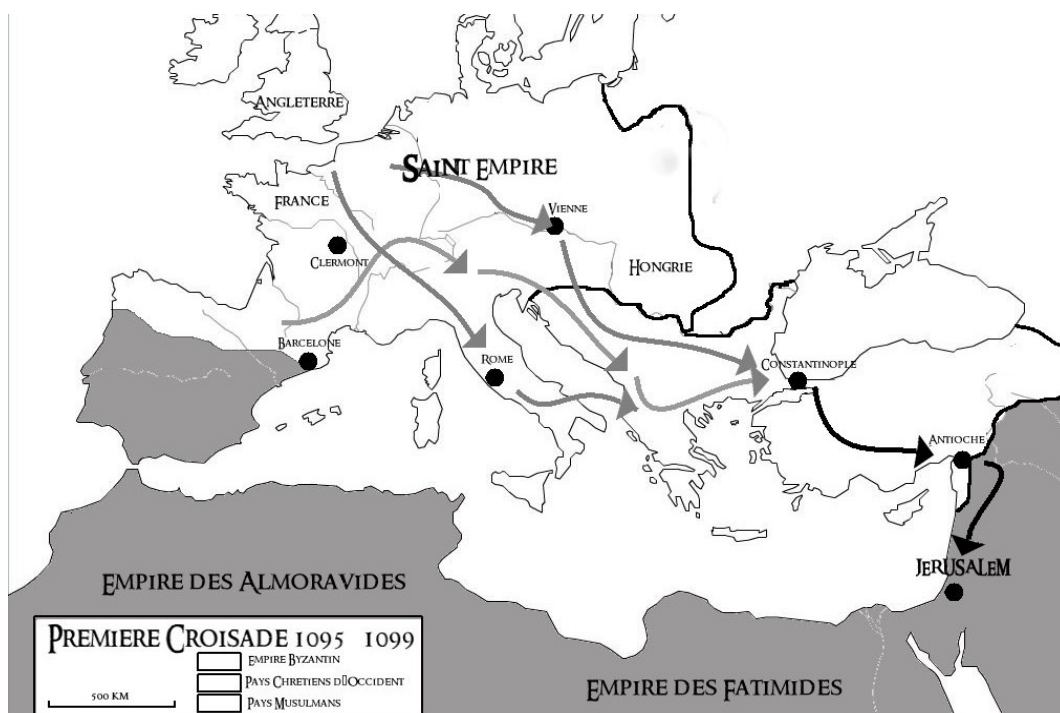 ANGLETERRE
SAINT EMPIRE
FRANCE
VIENNE
CLERMONT
HONGRIE
BARCELONE
ROME
CONSTANTINOPLE
ANTIOCHE
JERUSALEM
EMPIRE DES ALMORAVIDES
EMPIRE DES FATIMIDES
PREMIERE CROISADE 1095 1099
EMPIRE BYZANTIN
PAYS CHRETIENS D▯OCCIDENT
PAYS MUSULMANS
500 KM